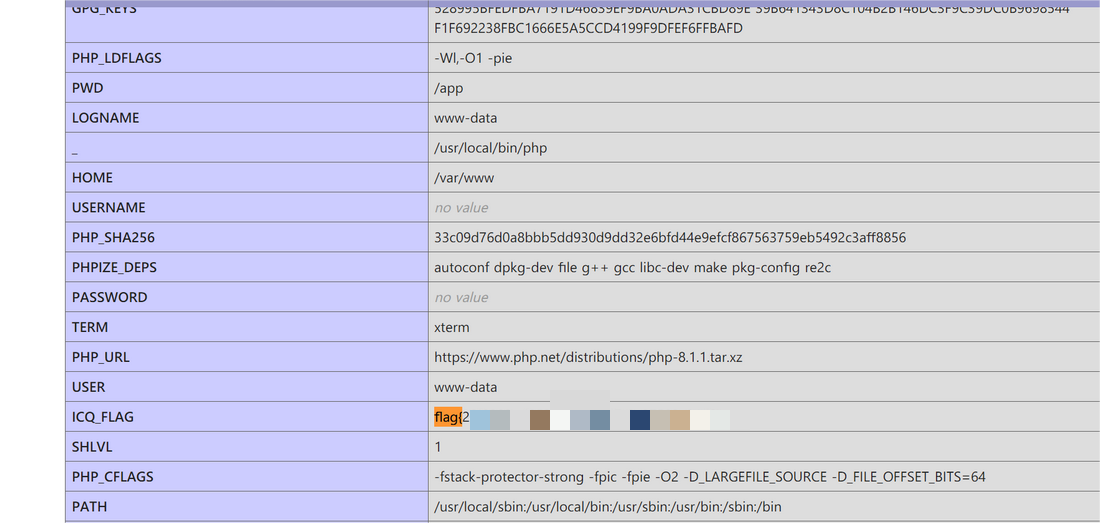 GPG_KEYS
F1F692238FBC1666E5A5CCD4199F9DFEF6FFBAFD
PHP_LDFLAGS -Wl,-O1 -pie
PWD /app
LOGNAME www-data
_ /usr/local/bin/php
HOME /var/www
USERNAME no value
PHP_SHA256 33c09d76d0a8bbb5dd930d9dd32e6bfd44e9efcf867563759eb5492c3aff8856
PHPIZE_DEPS autoconf dpkg-dev file g++ gcc libc-dev make pkg-config re2c
PASSWORD no value
TERM xterm
PHP_URL https://www.php.net/distributions/php-8.1.1.tar.xz
USER www-data
ICQ_FLAG flag{2
SHLVL 1
PHP_CFLAGS -fstack-protector-strong -fpic -fpie -O2 -D_LARGEFILE_SOURCE -D_FILE_OFFSET_BITS=64
PATH /usr/local/sbin:/usr/local/bin:/usr/sbin:/usr/bin:/sbin:/bin